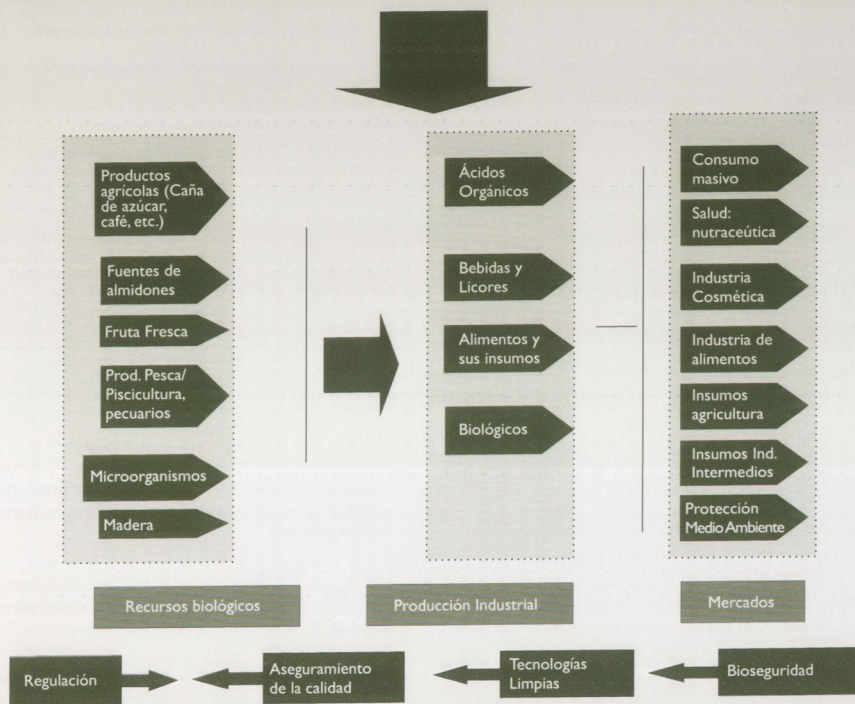 Productos
agrícolas (Caña
de azúcar,
café, etc.)
Fuentes de
almidones
Fruta Fresca
Prod. Pesca/
Piscicultura,
pecuarios
Microorganismos
Madera
Recursos biológicos
Ácidos
Orgánicos
Bebidas y
Licores
Alimentos y
sus insumos
Biológicos
Producción Industrial
Consumo
masivo
Salud:
nutraceútica
Industria
Cosmética
Industria de
alimentos
Insumos
agricultura
Insumos Ind.
Intermedios
Protección
Medio Ambiente
Mercados
Regulación
Aseguramiento
de la calidad
Tecnologías
Limpias
Bioseguridad